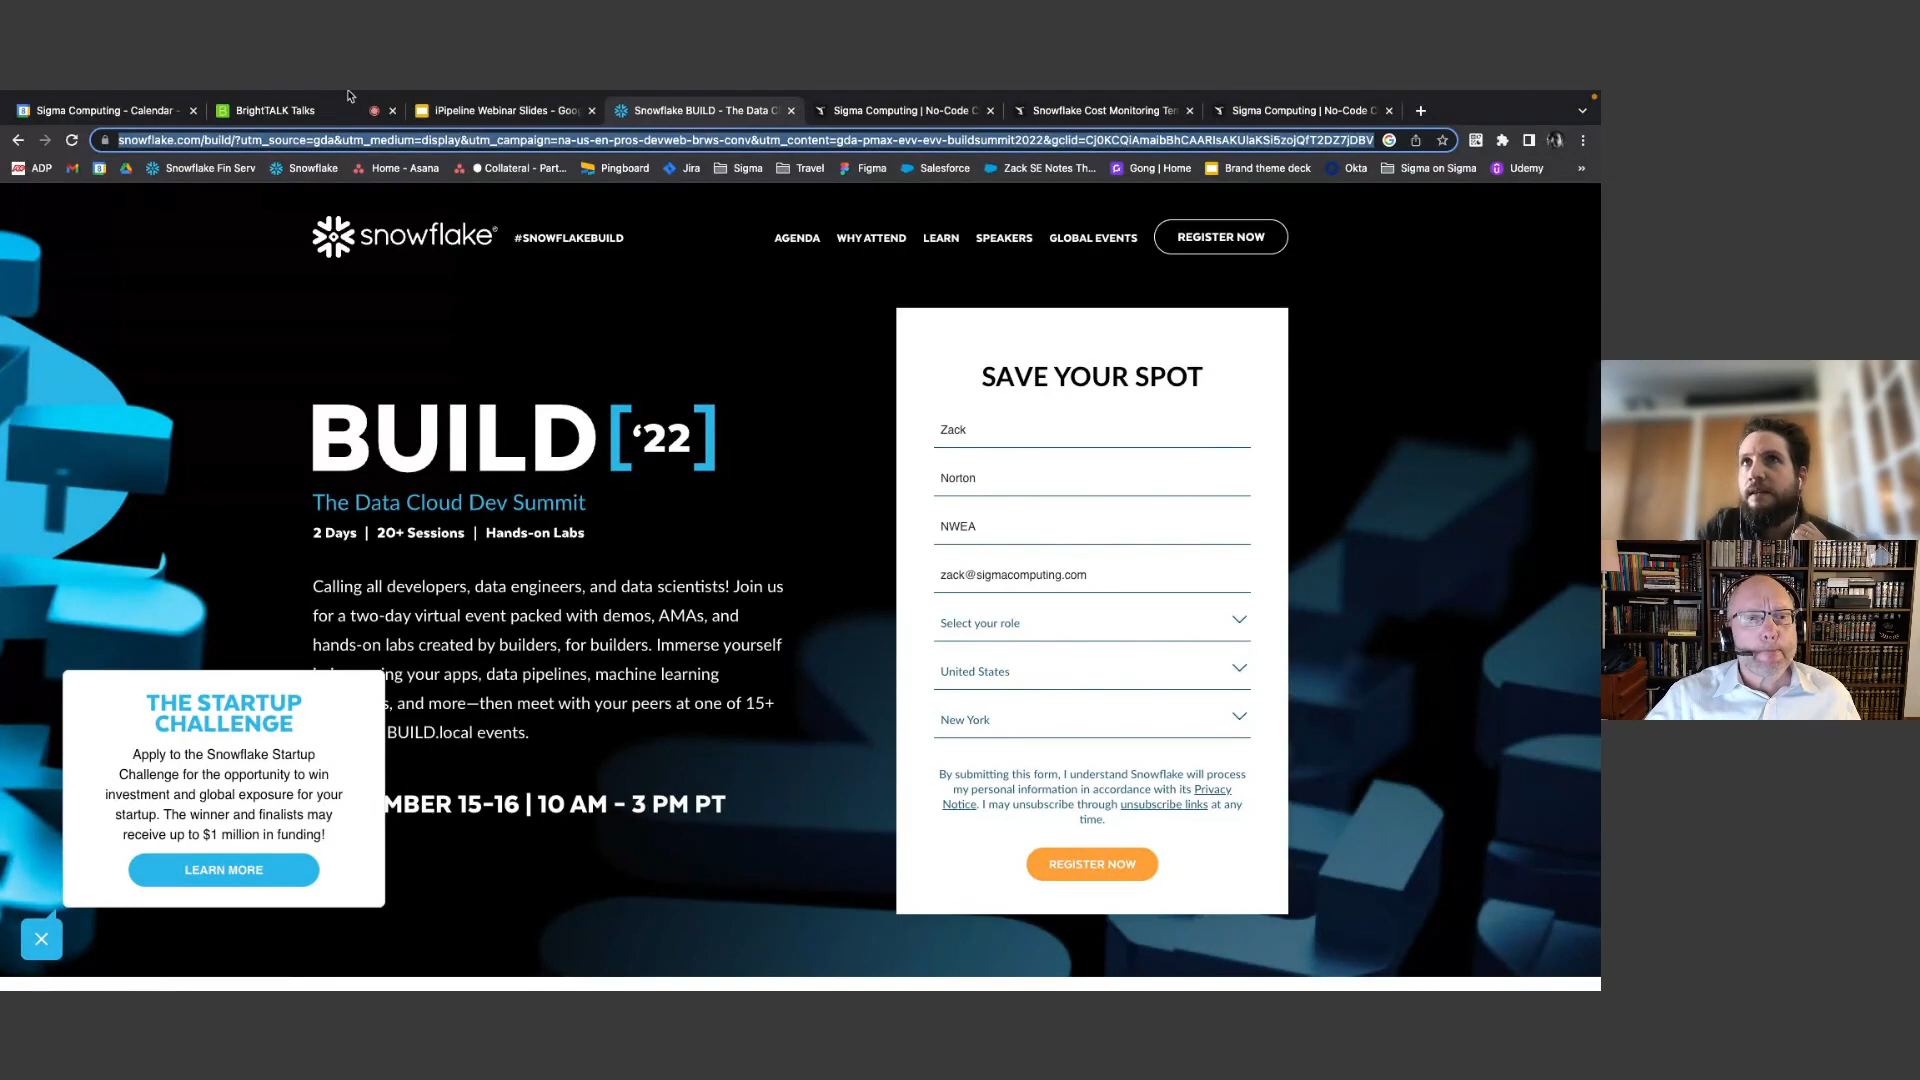 Sigma Computing - Calendar -
BrightTALK Talks
iPipeline Webinar Slides - Goo
Snowflake BUILD - The Data C
Sigma Computing | No-Code C
Snowflake Cost Monitoring Ten
Sigma Computing | No-Code C
snowflake.com/build/?utm_source=gda&utm_medium=display&utm_campaign=na-us-en-pros-devweb-brws-conv&utm_content=gda-pmax-evv-evv-buildsummit2022&gclid=Cj0KCQiAmaibBhCAARIsAKUlaKSi5zojQfT2DZ7jDBV
ADP
Snowflake Fin Serv
Snowflake
Home - Asana
Collateral - Part...
Pingboard
Jira
Sigma
Travel
Figma
Salesforce
Zack SE Notes Th...
Gong | Home
Brand theme deck
Okta
Sigma on Sigma
Udemy
snowflake®
#SNOWFLAKEBUILD
AGENDA
WHY ATTEND
LEARN
SPEAKERS
GLOBAL EVENTS
REGISTER NOW
BUILD ['22]
The Data Cloud Dev Summit
2 Days | 20+ Sessions | Hands-on Labs
Calling all developers, data engineers, and data scientists! Join us
for a two-day virtual event packed with demos, AMAs, and
hands-on labs created by builders, for builders. Immerse yourself
your apps, data pipelines, machine learning
and more—then meet with your peers at one of 15+
BUILD.local events.
MBER 15-16 | 10 AM - 3 PM PT
THE STARTUP
CHALLENGE
Apply to the Snowflake Startup
Challenge for the opportunity to win
investment and global exposure for your
startup. The winner and finalists may
receive up to $1 million in funding!
LEARN MORE
SAVE YOUR SPOT
Zack
Norton
NWEA
zack@sigmacomputing.com
Select your role
United States
New York
By submitting this form, I understand Snowflake will process
my personal information in accordance with its Privacy
Notice. I may unsubscribe through unsubscribe links at any
time.
REGISTER NOW